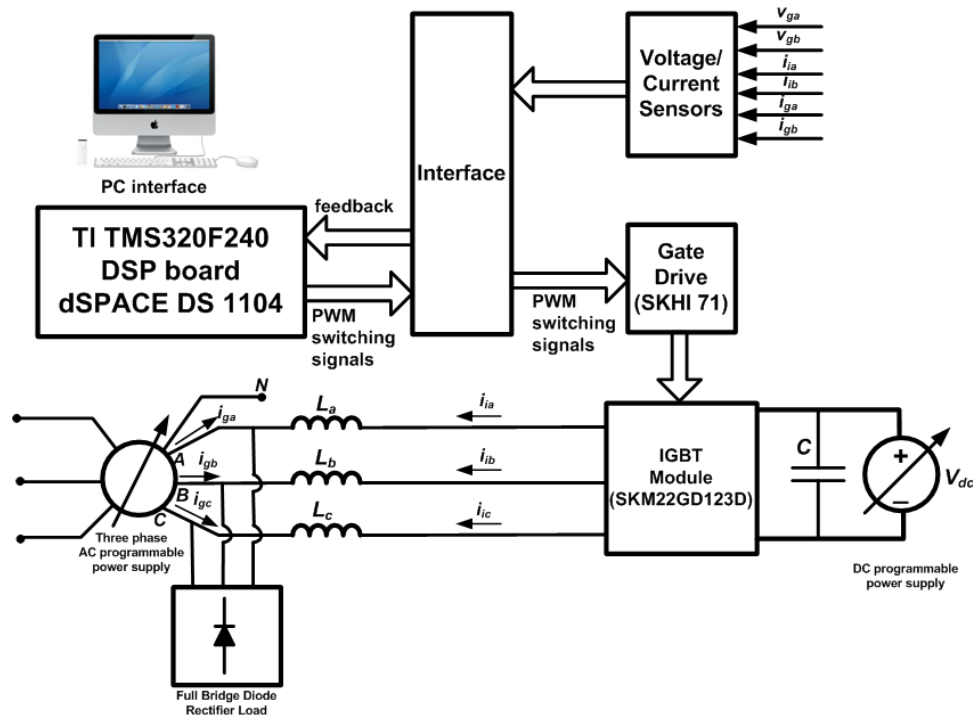 v_ga
v_gb
i_ia
i_ib
i_ga
i_gb
Voltage/
Current
Sensors
PC interface
Interface
feedback
TI TMS320F240
DSP board
dSPACE DS 1104
PWM
switching
signals
PWM
switching
signals
Gate
Drive
(SKHI 71)
N
i_ga
A
i_gb
B
i_gc
C
L_a
L_b
L_c
i_ia
i_ib
i_ic
IGBT
Module
(SKM22GD123D)
C
+
–
V_dc
Three phase
AC programmable
power supply
DC programmable
power supply
Full Bridge Diode
Rectifier Load